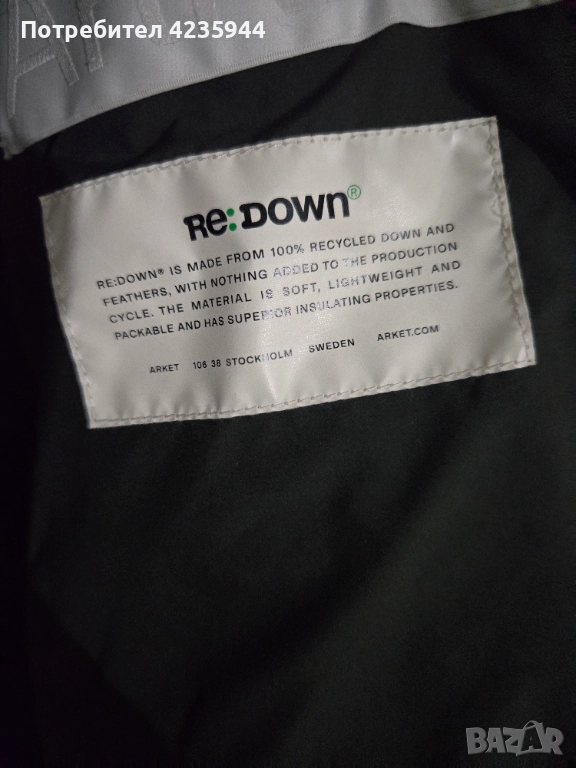 Потребител 4235944
Re:DOWN®
RE:DOWN® IS MADE FROM 100% RECYCLED DOWN AND
FEATHERS, WITH NOTHING ADDED TO THE PRODUCTION
CYCLE. THE MATERIAL IS SOFT, LIGHTWEIGHT AND
PACKABLE AND HAS SUPERIOR INSULATING PROPERTIES.
ARKET 106 38 STOCKHOLM SWEDEN ARKET.COM
BAZAR